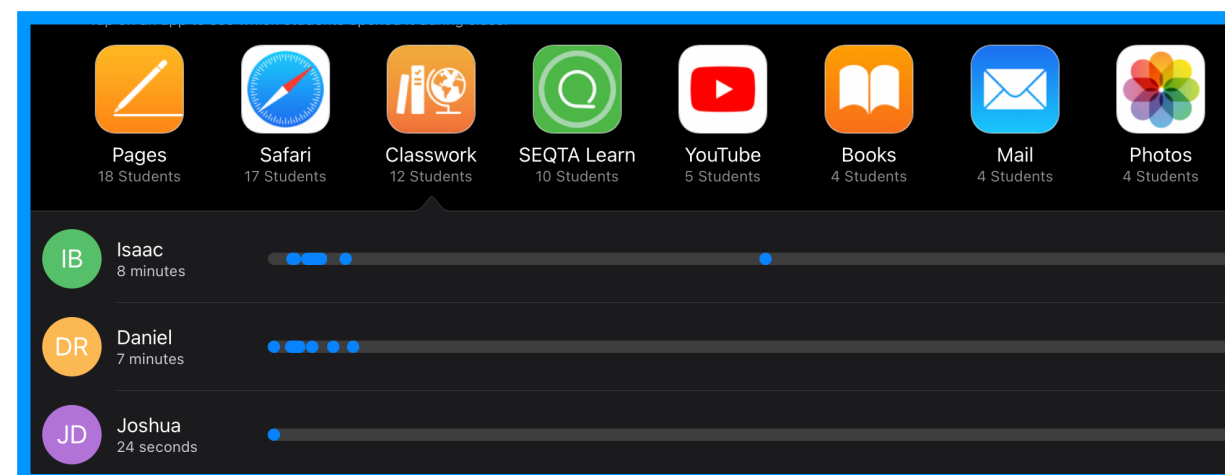 Pages
18 Students
Safari
17 Students
Classwork
12 Students
SEQTA Learn
10 Students
YouTube
5 Students
Books
4 Students
Mail
4 Students
Photos
4 Students
IB
Isaac
8 minutes
DR
Daniel
7 minutes
JD
Joshua
24 seconds